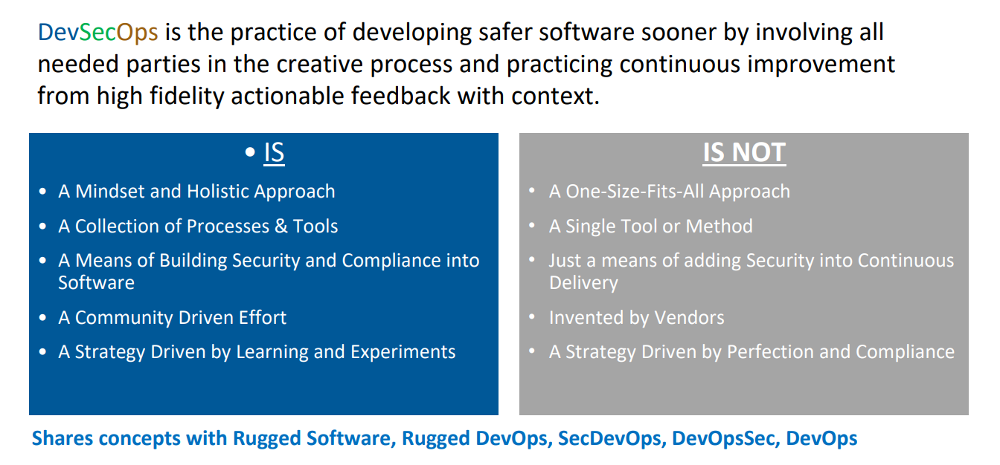 DevSecOps is the practice of developing safer software sooner by involving all
needed parties in the creative process and practicing continuous improvement
from high fidelity actionable feedback with context.
• IS
• A Mindset and Holistic Approach
• A Collection of Processes & Tools
• A Means of Building Security and Compliance into
Software
• A Community Driven Effort
• A Strategy Driven by Learning and Experiments
IS NOT
• A One-Size-Fits-All Approach
• A Single Tool or Method
• Just a means of adding Security into Continuous
Delivery
• Invented by Vendors
• A Strategy Driven by Perfection and Compliance
Shares concepts with Rugged Software, Rugged DevOps, SecDevOps, DevOpsSec, DevOps